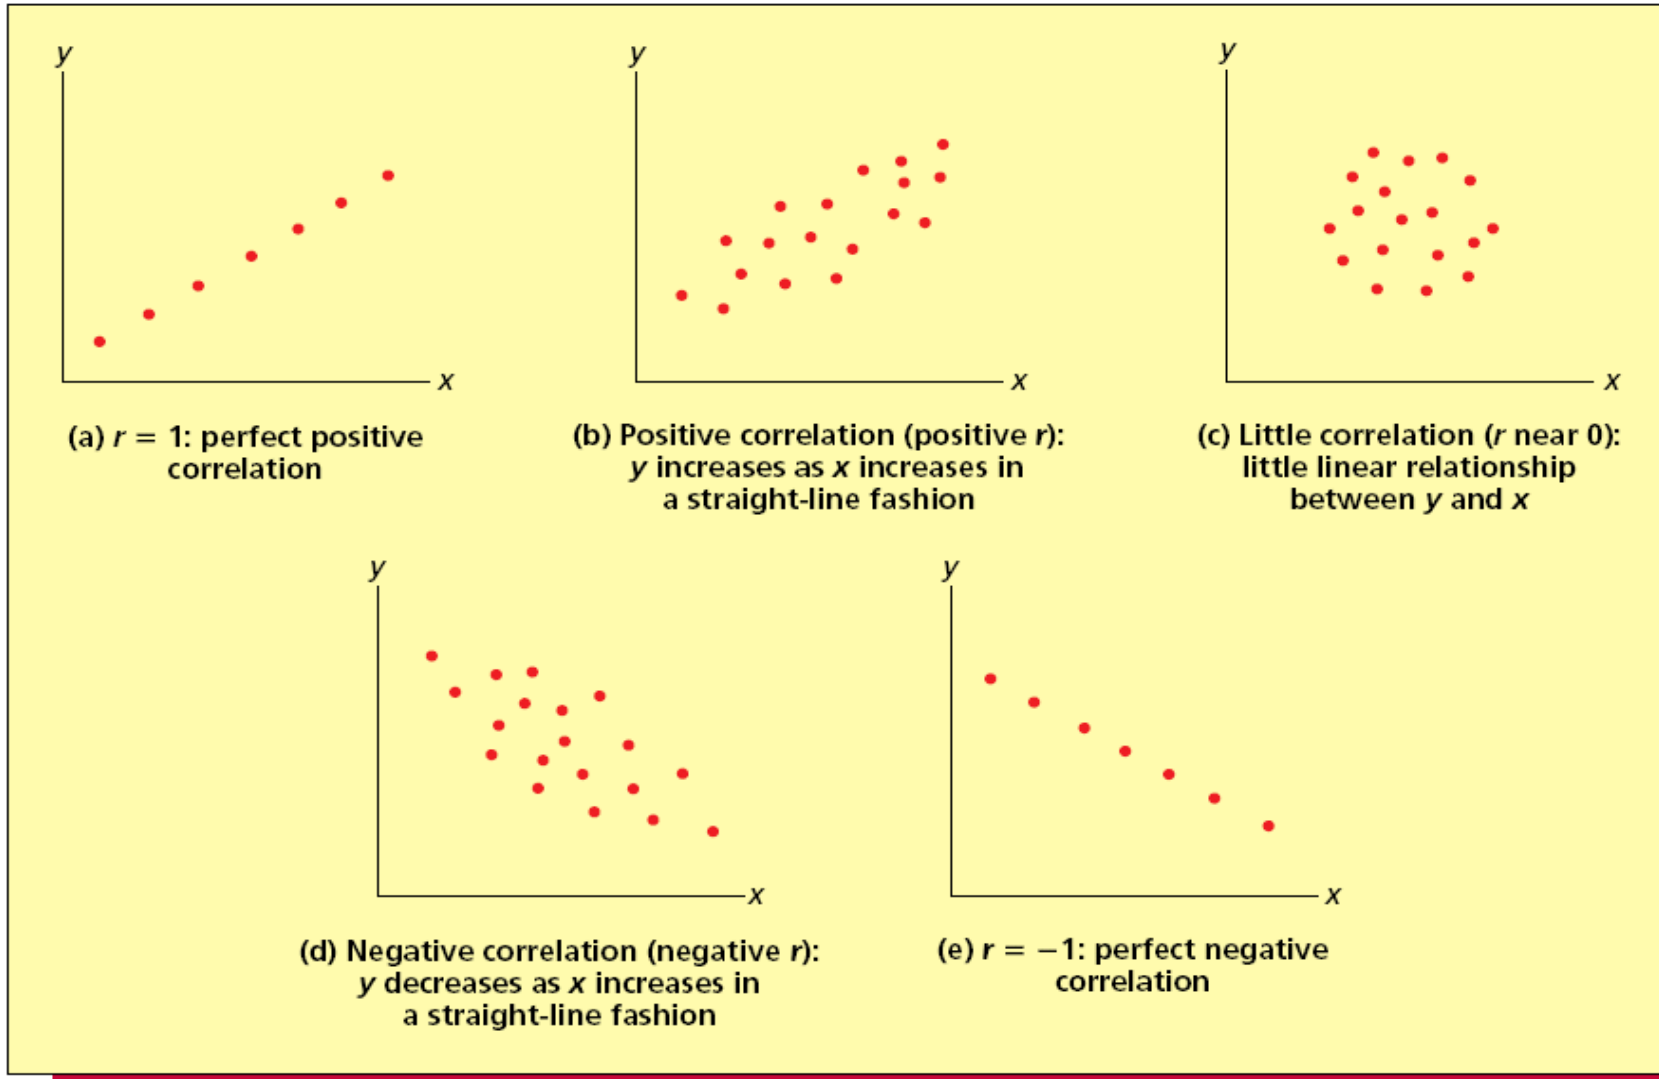 y
x
(a) r = 1: perfect positive
correlation
y
x
(b) Positive correlation (positive r):
y increases as x increases in
a straight-line fashion
y
x
(c) Little correlation (r near 0):
little linear relationship
between y and x
y
x
(d) Negative correlation (negative r):
y decreases as x increases in
a straight-line fashion
y
x
(e) r = −1: perfect negative
correlation